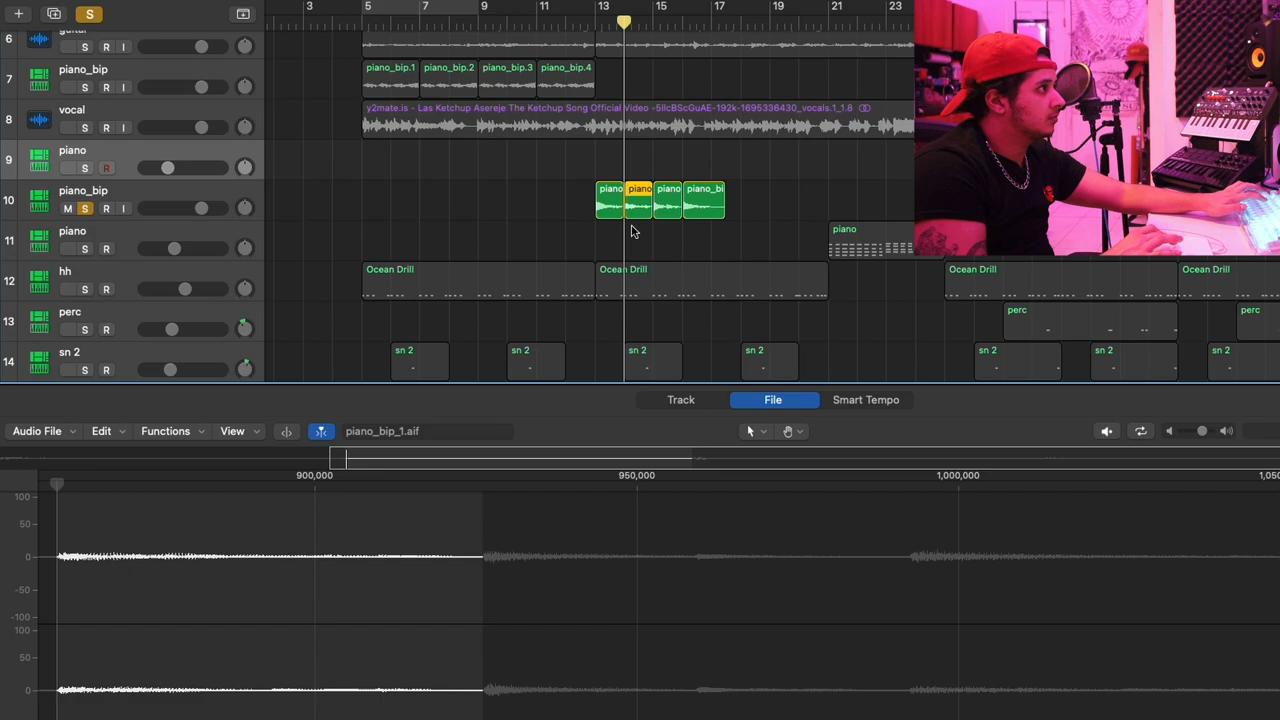 S
3 5 7 9 11 13 15 17 19 21 23
6 guitar
S R I
7 piano_bip
S R I
piano_bip.1 piano_bip.2 piano_bip.3 piano_bip.4
8 vocal
S R I
y2mate.is - Las Ketchup Asereje The Ketchup Song Official Video -5IlcBScGuAE-192k-1695336430_vocals.1_1.8
9 piano
S R
10 piano_bip
M S R I
piano piano piano piano_bi
11 piano
S R
piano
12 hh
S R
Ocean Drill Ocean Drill Ocean Drill Ocean Drill
13 perc
S R
perc perc
14 sn 2
S R
sn 2 sn 2 sn 2 sn 2 sn 2 sn 2 sn 2
Track File Smart Tempo
Audio File Edit Functions View piano_bip_1.aif
900,000 950,000 1,000,000 1,050
100
50
0
-50
-100
100
50
0